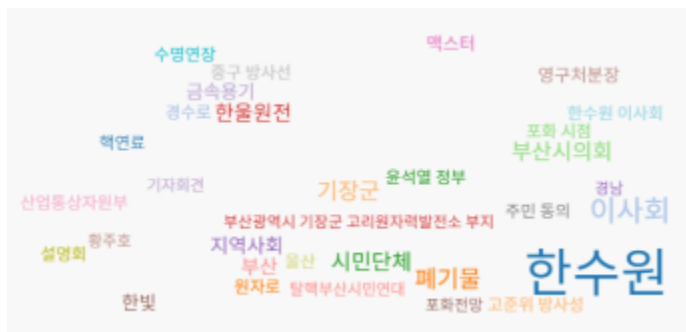 맥스터
수명연장
중구 방사선
영구처분장
금속용기
경수로 한울원전
한수원 이사회
포화 시점
핵연료
부산시의회
윤석열 정부
기자회견
기장군
경남
산업통상자원부
주민 동의
이사회
부산광역시 기장군 고리원자력발전소 부지
황주호
지역사회
설명회
부산
울산
시민단체
한수원
폐기물
원자로
탈핵부산시민연대
한빛
포화전망
고준위 방사성